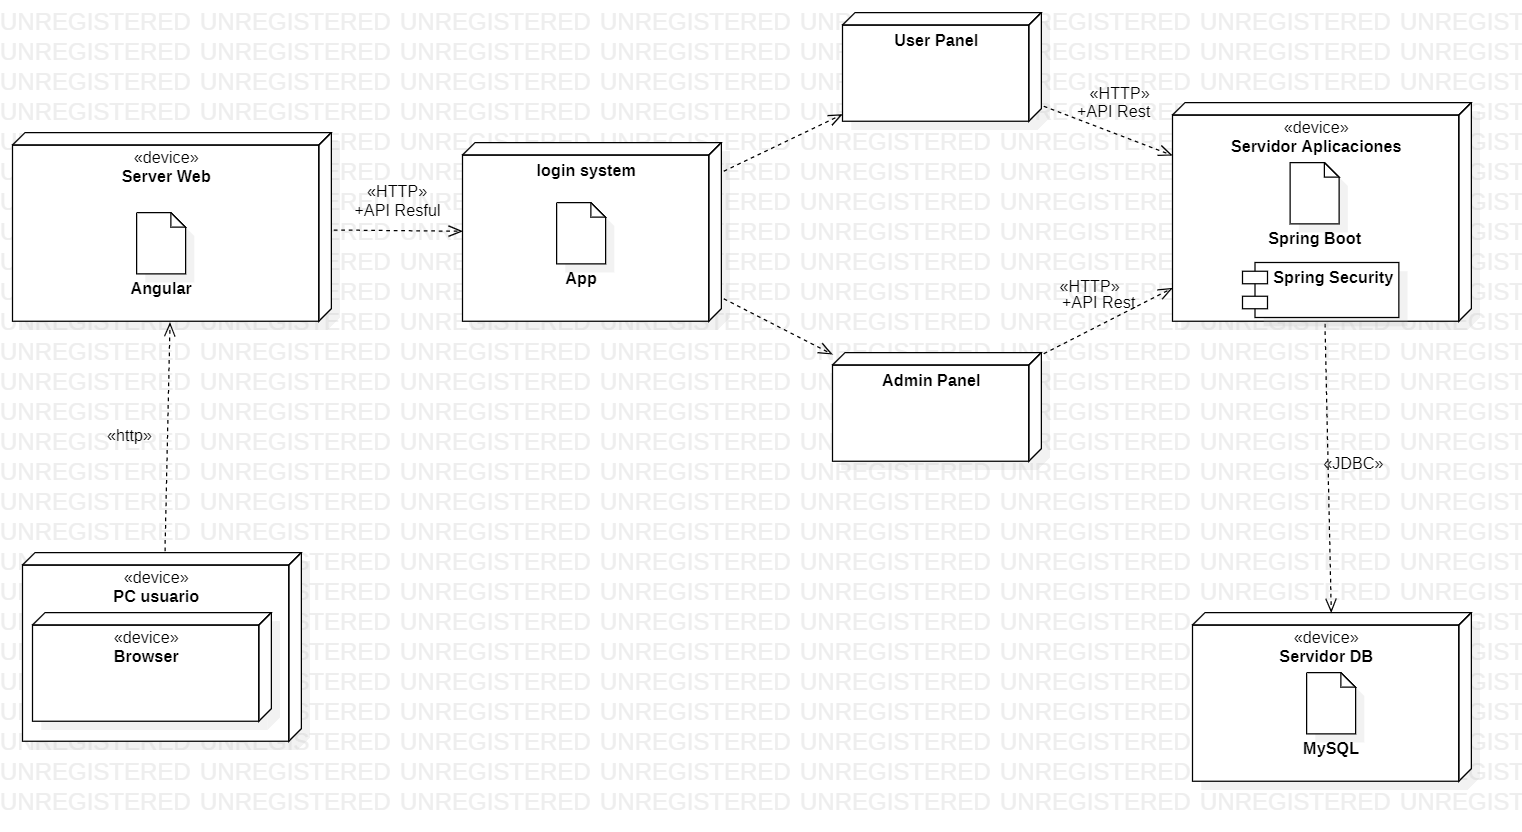 User Panel
«HTTP»
+API Rest
«device»
Servidor Aplicaciones
Spring Boot
Spring Security
«device»
Server Web
Angular
«HTTP»
+API Resful
login system
App
«HTTP»
+API Rest
Admin Panel
«http»
«JDBC»
«device»
PC usuario
«device»
Browser
«device»
Servidor DB
MySQL
UNREGISTERED UNREGISTERED UNREGISTERED UNREGISTERED UNREGISTERED UNREGISTERED UNREGISTERED UNREGIST